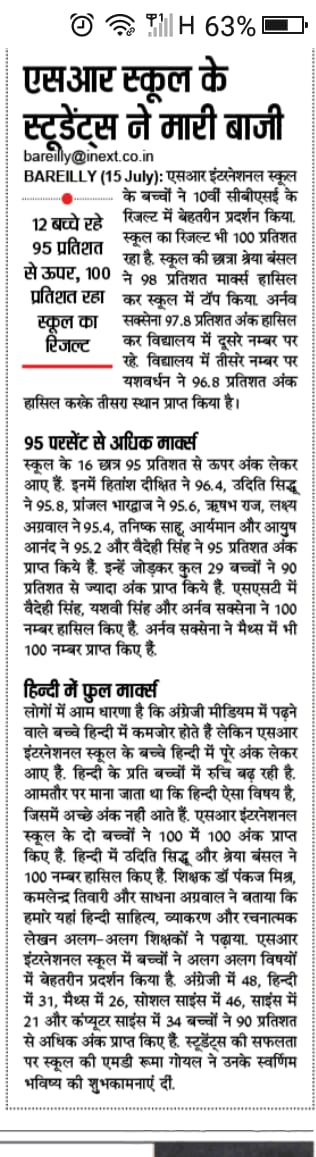 H 63%
एसआर स्कूल के
स्टूडेंट्स ने मारी बाजी
bareilly@inext.co.in
BAREILLY (15 July): एसआर इंटरनेशनल स्कूल
के बच्चों ने 10वीं सीबीएसई के
रिजल्ट में बेहतरीन प्रदर्शन किया.
स्कूल का रिजल्ट भी 100 प्रतिशत
रहा है. स्कूल की छात्रा श्रेया बंसल
ने 98 प्रतिशत मार्क्स हासिल
कर स्कूल में टॉप किया. अर्नव
सक्सेना 97.8 प्रतिशत अंक हासिल
कर विद्यालय में दूसरे नम्बर पर
रहे. विद्यालय में तीसरे नम्बर पर
यशवर्धन ने 96.8 प्रतिशत अंक
हासिल करके तीसरा स्थान प्राप्त किया है।
12 बच्चे रहे
95 प्रतिशत
से ऊपर, 100
प्रतिशत रहा
स्कूल का
रिजल्ट
95 परसेंट से अधिक मार्क्स
स्कूल के 16 छात्र 95 प्रतिशत से ऊपर अंक लेकर
आए हैं. इनमें हितांश दीक्षित ने 96.4, उदिति सिद्धू
ने 95.8, प्रांजल भारद्वाज ने 95.6, ऋषभ राज, लक्ष्य
अग्रवाल ने 95.4, तनिष्क साहू, आर्यमान और आयुष
आनंद ने 95.2 और वैदेही सिंह ने 95 प्रतिशत अंक
प्राप्त किये हैं. इन्हें जोड़कर कुल 29 बच्चों ने 90
प्रतिशत से ज्यादा अंक प्राप्त किये हैं. एसएसटी में
वैदेही सिंह, यशवी सिंह और अर्नव सक्सेना ने 100
नम्बर हासिल किए हैं. अर्नव सक्सेना ने मैथ्स में भी
100 नम्बर प्राप्त किए हैं.
हिन्दी में फुल मार्क्स
लोगों में आम धारणा है कि अंग्रेजी मीडियम में पढ़ने
वाले बच्चे हिन्दी में कमजोर होते हैं लेकिन एसआर
इंटरनेशनल स्कूल के बच्चे हिन्दी में पूरे अंक लेकर
आए हैं. हिन्दी के प्रति बच्चों में रुचि बढ़ रही है.
आमतौर पर माना जाता था कि हिन्दी ऐसा विषय है,
जिसमें अच्छे अंक नहीं आते हैं. एसआर इंटरनेशनल
स्कूल के दो बच्चों ने 100 में 100 अंक प्राप्त
किए हैं. हिन्दी में उदिति सिद्धू और श्रेया बंसल ने
100 नम्बर हासिल किए हैं. शिक्षक डॉ पंकज मिश्र,
कमलेन्द्र तिवारी और साधना अग्रवाल ने बताया कि
हमारे यहां हिन्दी साहित्य, व्याकरण और रचनात्मक
लेखन अलग-अलग शिक्षकों ने पढ़ाया. एसआर
इंटरनेशनल स्कूल में बच्चों ने अलग अलग विषयों
में बेहतरीन प्रदर्शन किया है. अंग्रेजी में 48, हिन्दी
में 31, मैथ्स में 26, सोशल साइंस में 46, साइंस में
21 और कंप्यूटर साइंस में 34 बच्चों ने 90 प्रतिशत
से अधिक अंक प्राप्त किए हैं. स्टूडेंट्स की सफलता
पर स्कूल की एमडी रूमा गोयल ने उनके स्वर्णिम
भविष्य की शुभकामनाएं दीं.